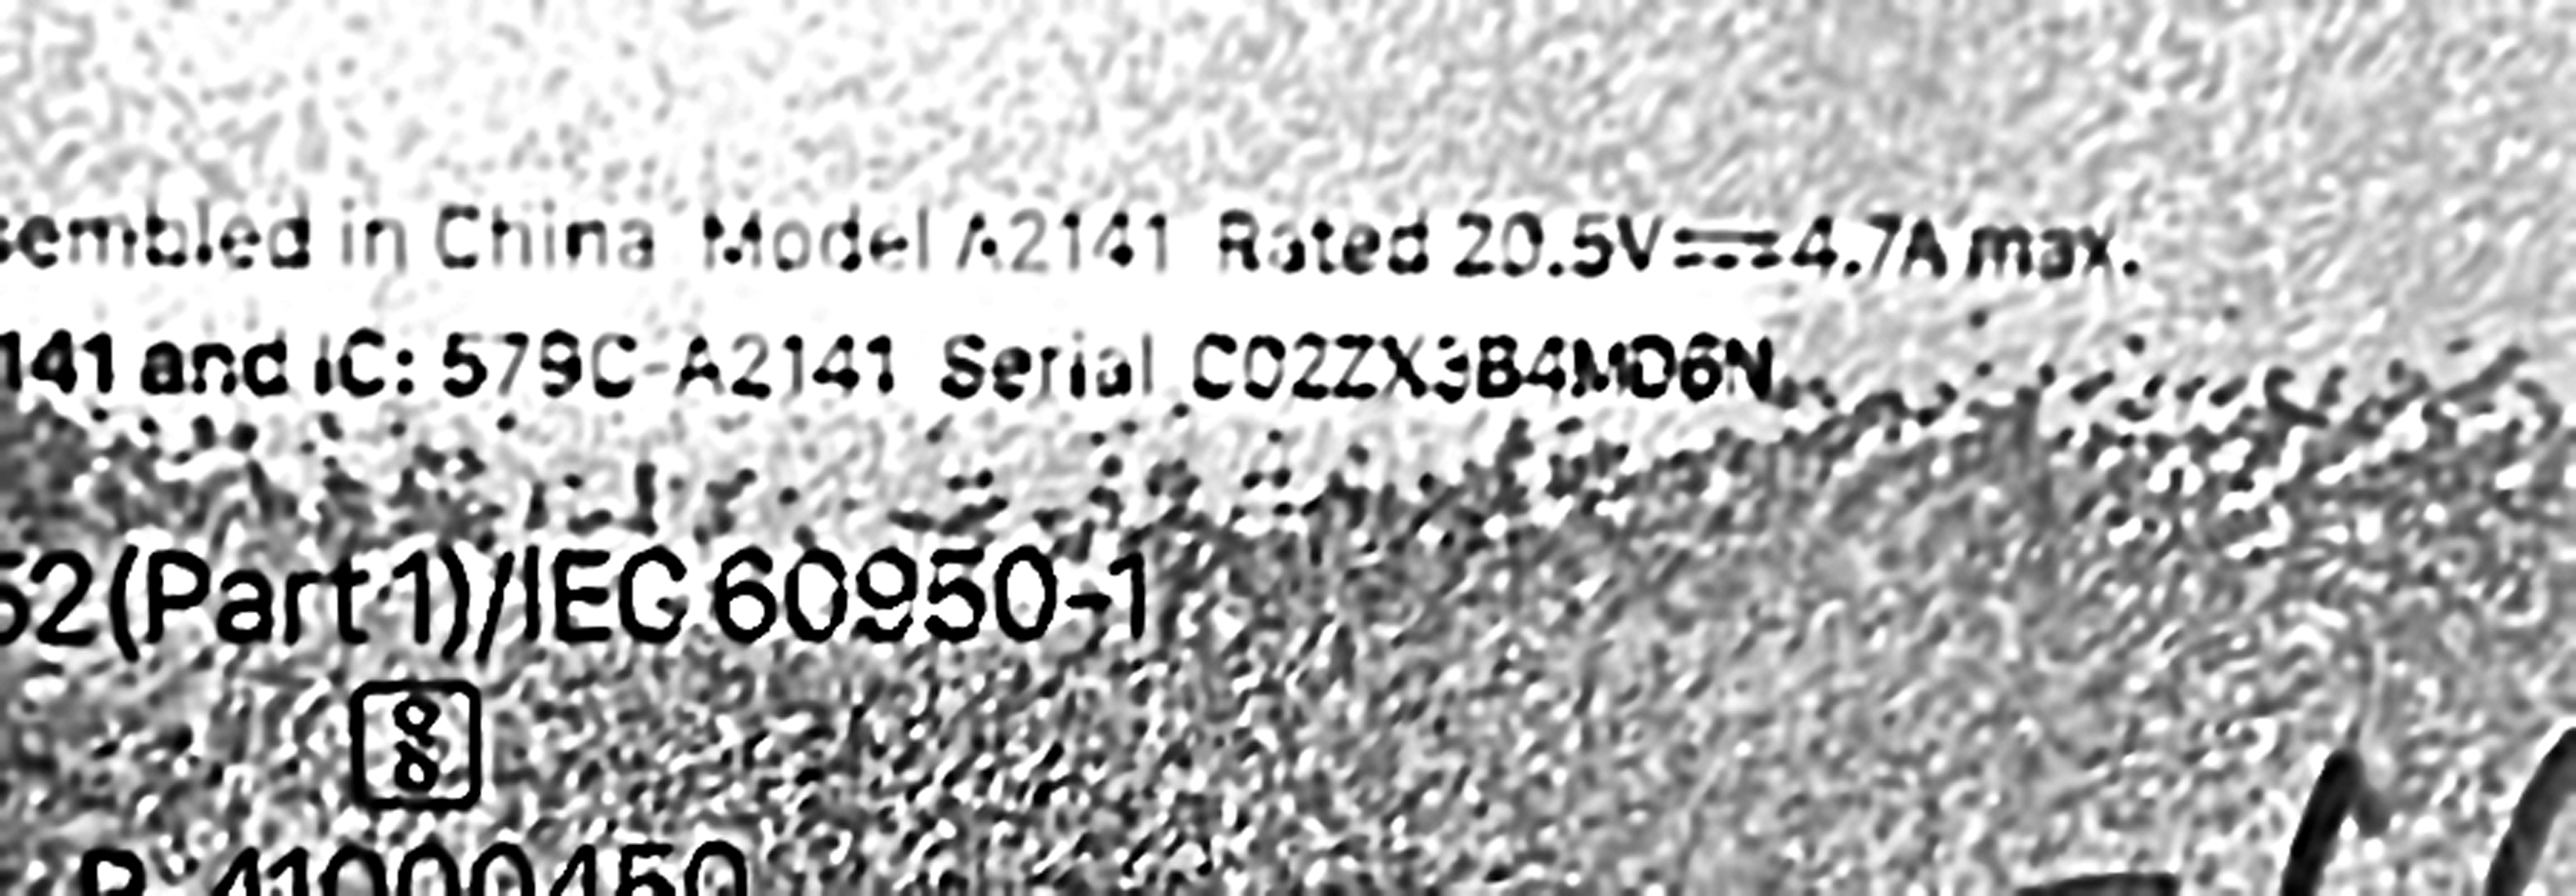 sembled in China Model A2141 Rated 20.5V⎓4.7A max.
141 and IC: 579C-A2141 Serial C02ZX3B4MD6N
52(Part 1)/IEC 60950-1
R-41000450